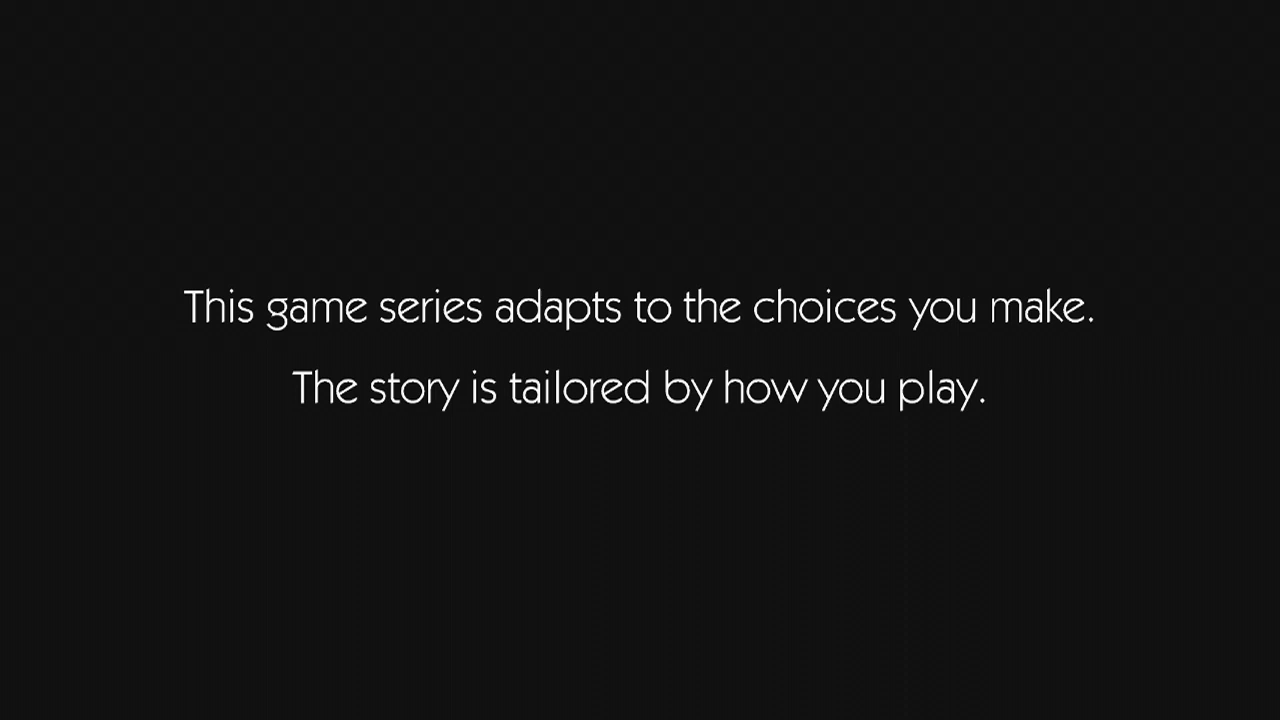 This game series adapts to the choices you make.
The story is tailored by how you play.